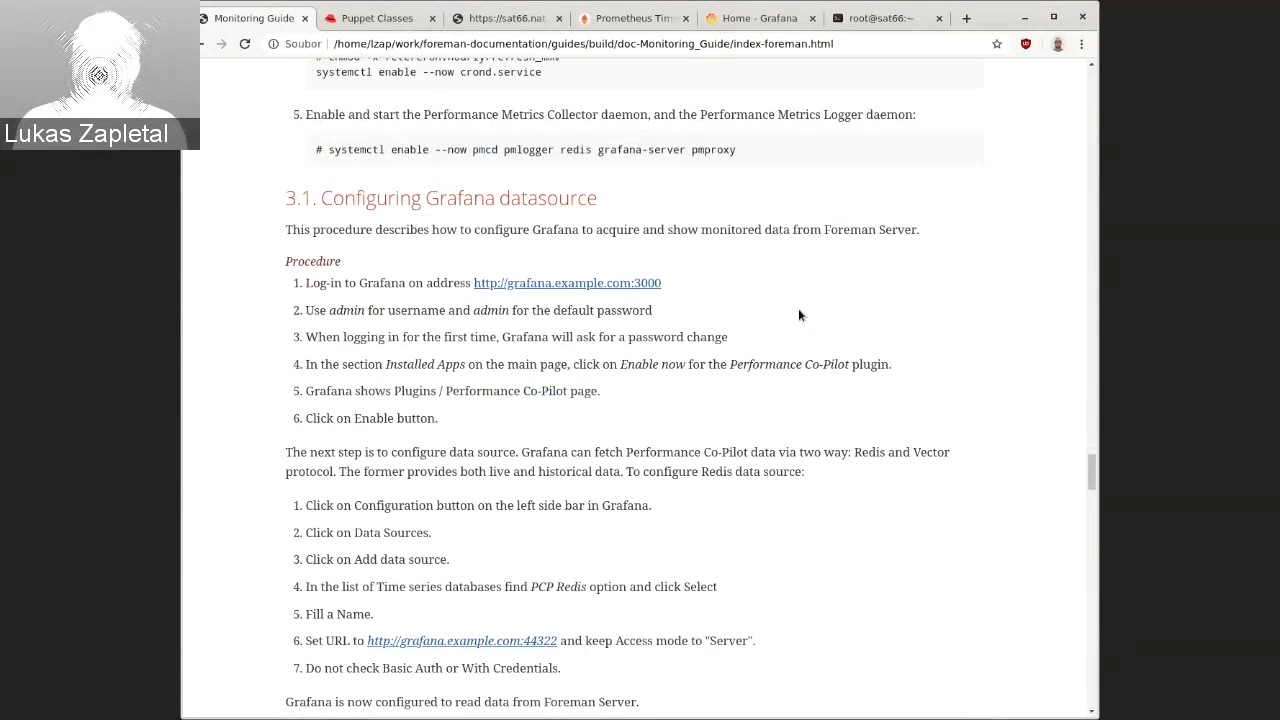 Monitoring Guide
Puppet Classes
https://sat66.nat.
Prometheus Tim
Home - Grafana
root@sat66:~
Soubor
/home/lzap/work/foreman-documentation/guides/build/doc-Monitoring_Guide/index-foreman.html
Lukas Zapletal
systemctl enable --now crond.service
5. Enable and start the Performance Metrics Collector daemon, and the Performance Metrics Logger daemon:
# systemctl enable --now pmcd pmlogger redis grafana-server pmproxy
3.1. Configuring Grafana datasource
This procedure describes how to configure Grafana to acquire and show monitored data from Foreman Server.
Procedure
1. Log-in to Grafana on address http://grafana.example.com:3000
2. Use admin for username and admin for the default password
3. When logging in for the first time, Grafana will ask for a password change
4. In the section Installed Apps on the main page, click on Enable now for the Performance Co-Pilot plugin.
5. Grafana shows Plugins / Performance Co-Pilot page.
6. Click on Enable button.
The next step is to configure data source. Grafana can fetch Performance Co-Pilot data via two way: Redis and Vector
protocol. The former provides both live and historical data. To configure Redis data source:
1. Click on Configuration button on the left side bar in Grafana.
2. Click on Data Sources.
3. Click on Add data source.
4. In the list of Time series databases find PCP Redis option and click Select
5. Fill a Name.
6. Set URL to http://grafana.example.com:44322 and keep Access mode to "Server".
7. Do not check Basic Auth or With Credentials.
Grafana is now configured to read data from Foreman Server.